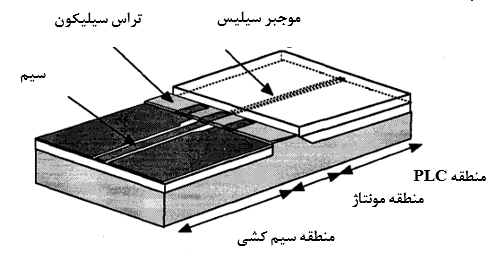 موجبر سیلیس
تراس سیلیکون
سیم
منطقه PLC
منطقه مونتاژ
منطقه سیم کشی